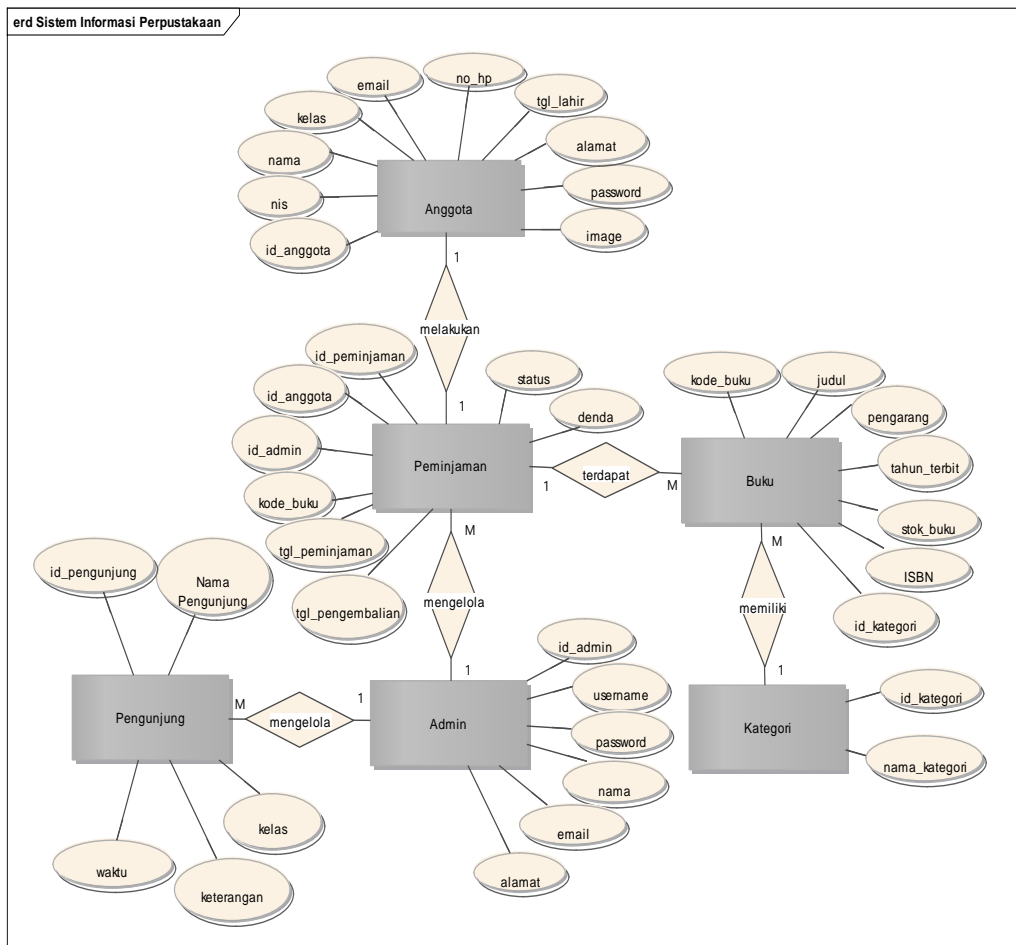 erd Sistem Informasi Perpustakaan
no_hp
email
tgl_lahir
kelas
alamat
nama
password
nis
Anggota
image
id_anggota
1
melakukan
id_peminjaman
status
kode_buku
judul
id_anggota
1
denda
pengarang
id_admin
Peminjaman
terdapat
Buku
tahun_terbit
1
M
kode_buku
stok_buku
M
M
tgl_peminjaman
id_pengunjung
Nama
Pengunjung
ISBN
mengelola
memiliki
tgl_pengembalian
id_kategori
id_admin
1
1
username
id_kategori
M
1
Pengunjung
mengelola
Admin
Kategori
password
nama_kategori
nama
kelas
email
waktu
alamat
keterangan